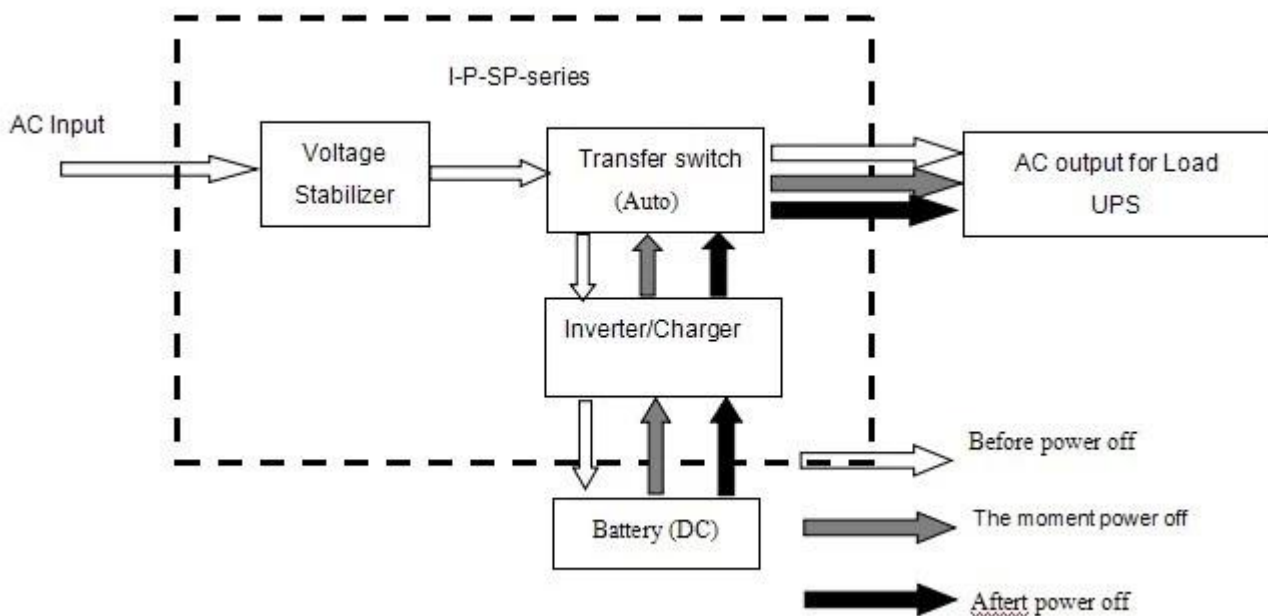 I-P-SP-series
AC Input
Voltage
Stabilizer
Transfer switch
(Auto)
AC output for Load
UPS
Inverter/Charger
Battery (DC)
Before power off
The moment power off
Aftert power off